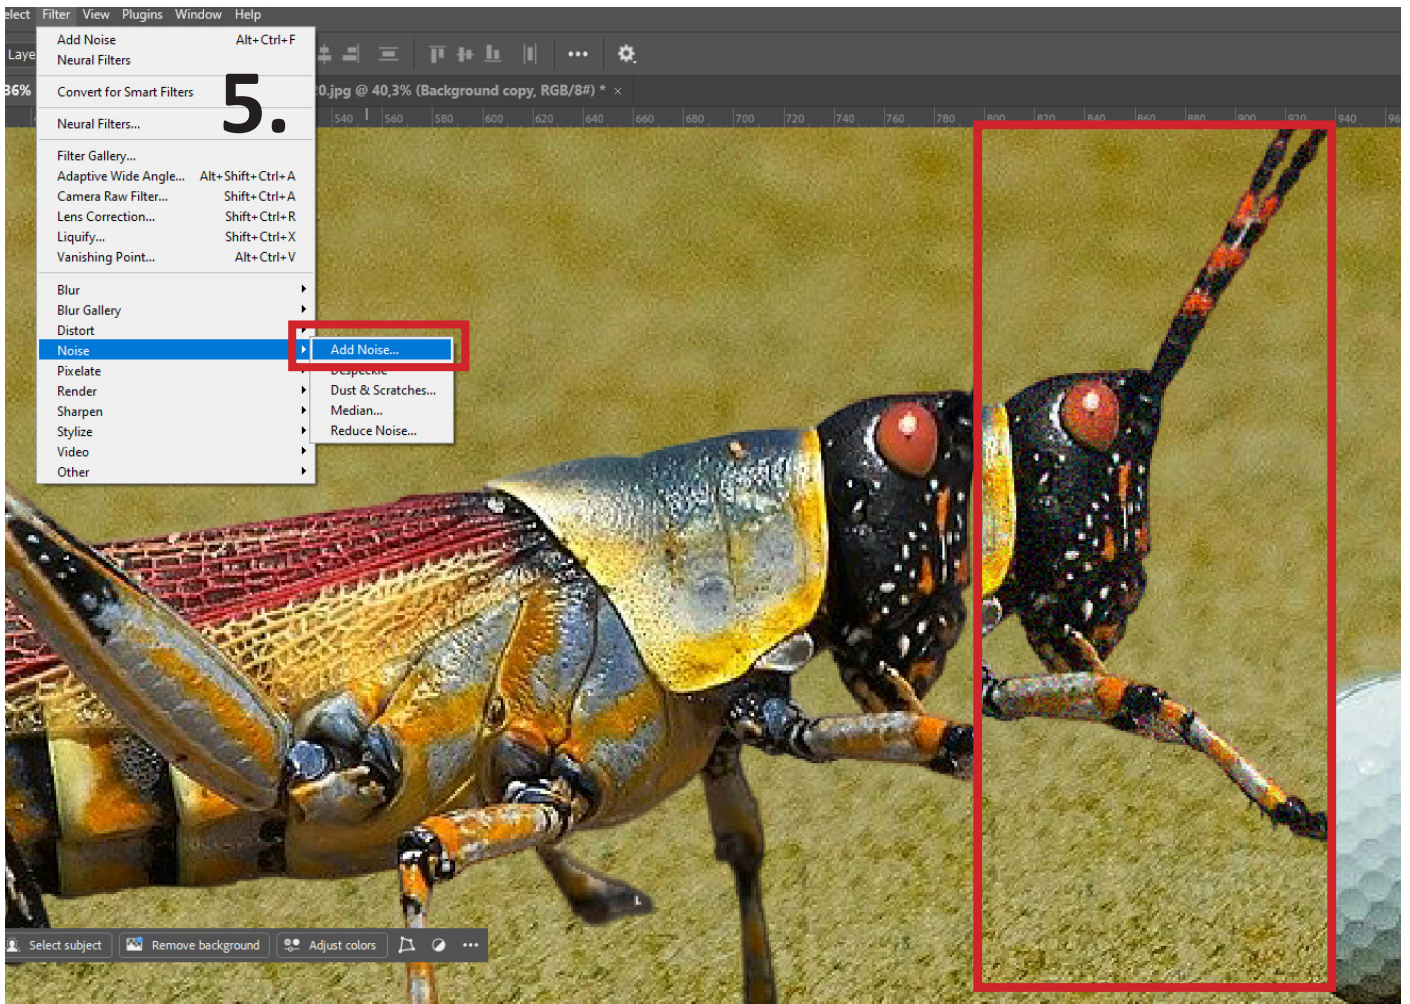 elect Filter View Plugins Window Help
Laye
36%
0.jpg @ 40,3% (Background copy, RGB/8#) * ×
5.
540 560 580 600 620 640 660 680 700 720 740 760 780 800 820 840 860 880 900 920 940 960
Add Noise Alt+Ctrl+F
Neural Filters
Convert for Smart Filters
Neural Filters...
Filter Gallery...
Adaptive Wide Angle... Alt+Shift+Ctrl+A
Camera Raw Filter... Shift+Ctrl+A
Lens Correction... Shift+Ctrl+R
Liquify... Shift+Ctrl+X
Vanishing Point... Alt+Ctrl+V
Blur
Blur Gallery
Distort
Noise
Pixelate
Render
Sharpen
Stylize
Video
Other
Add Noise...
Despeckle
Dust & Scratches...
Median...
Reduce Noise...
Select subject Remove background Adjust colors